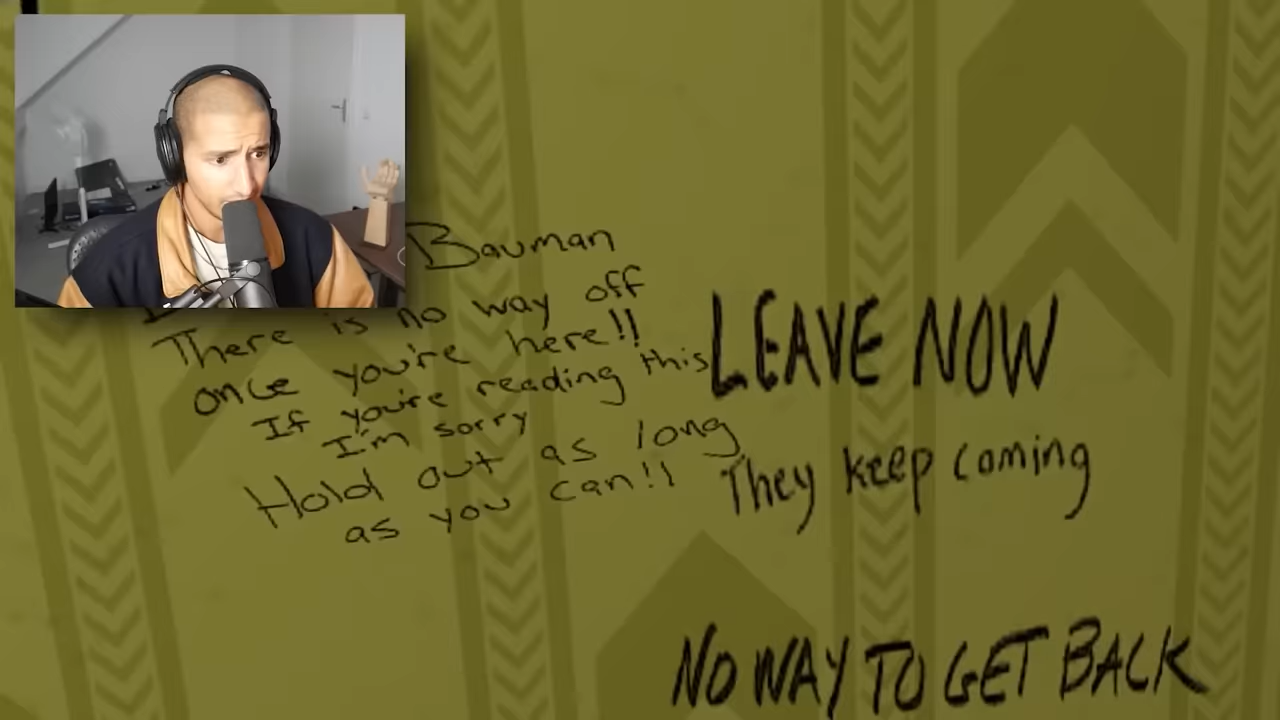 Bauman
There is no way off
once you're here!!
If you're reading this
I'm sorry
Hold out as long
as you can!!
LEAVE NOW
They keep coming
NO WAY TO GET BACK